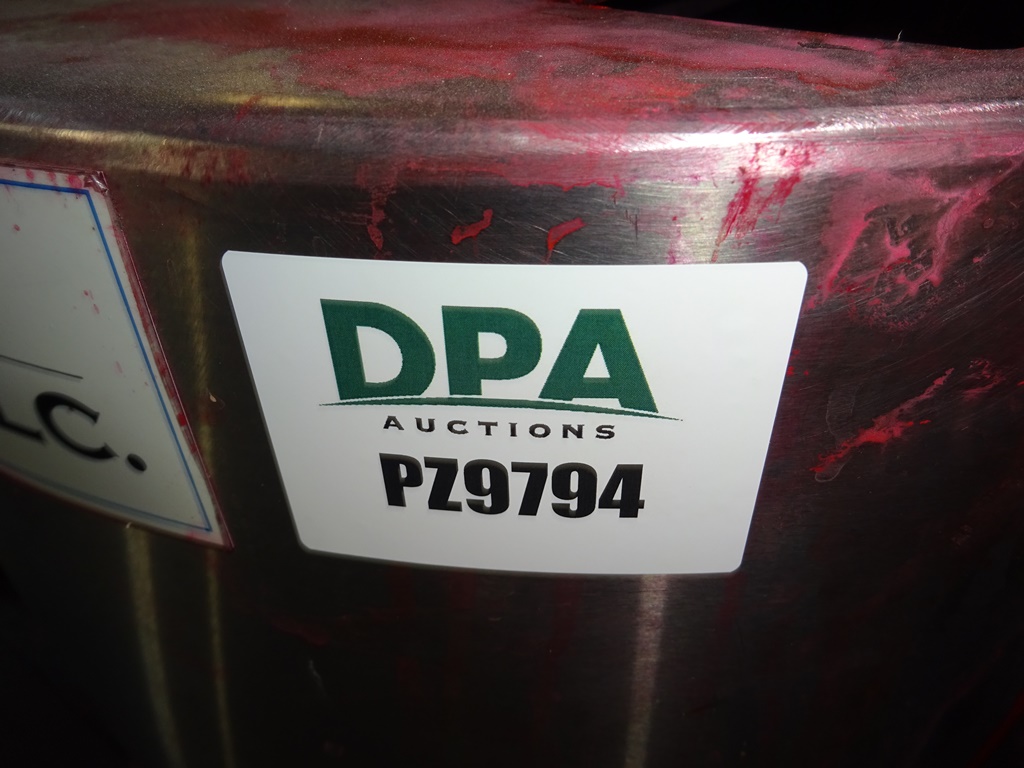 DPA
AUCTIONS
PZ9794
LC.